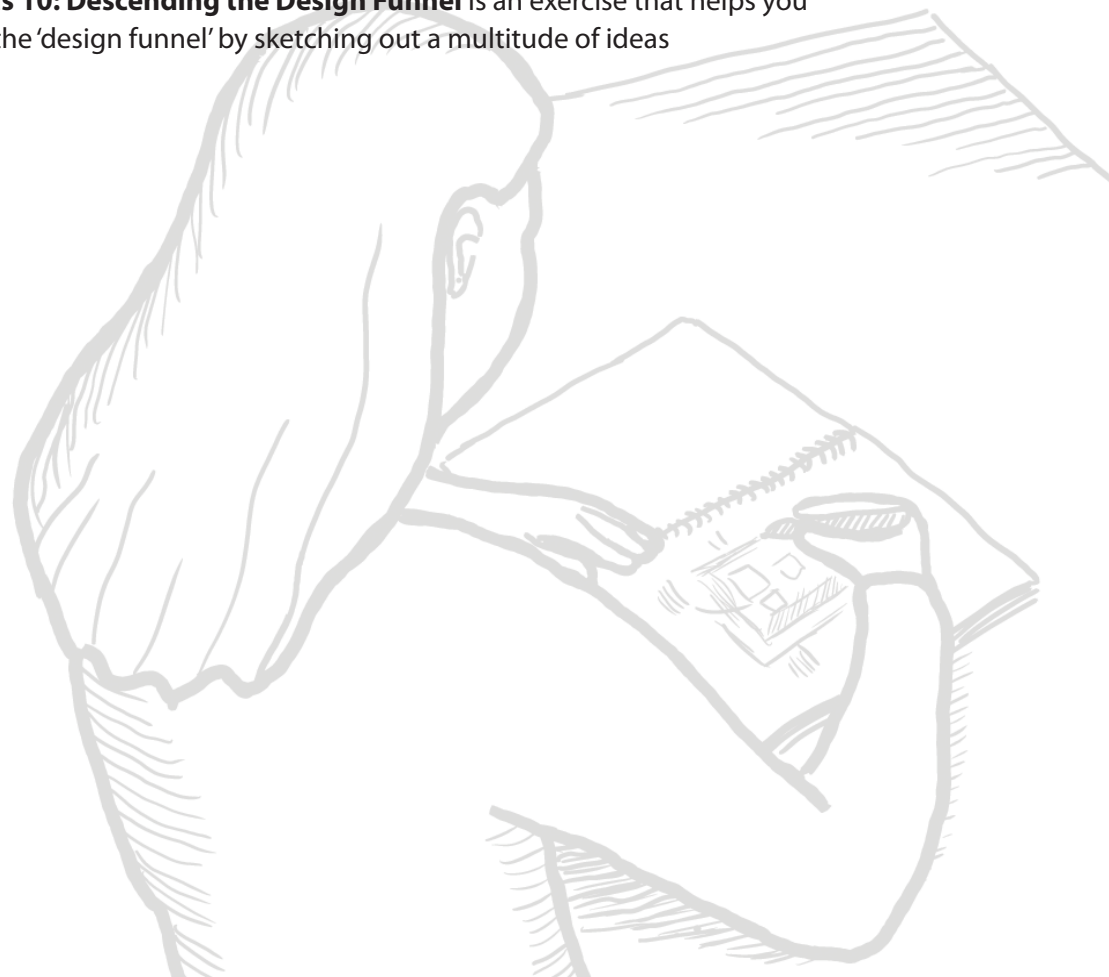 s 10: Descending the Design Funnel is an exercise that helps you
the ‘design funnel’ by sketching out a multitude of ideas